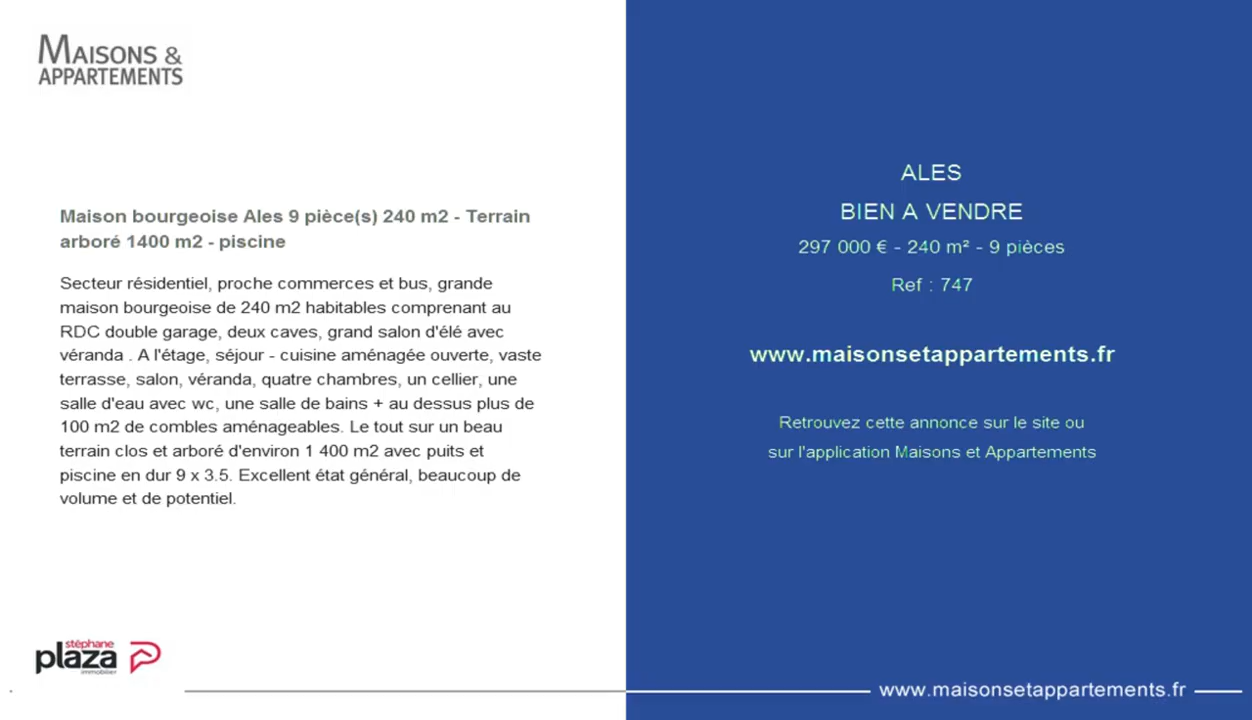 MAISONS &
APPARTEMENTS
Maison bourgeoise Ales 9 pièce(s) 240 m2 - Terrain
arboré 1400 m2 - piscine
Secteur résidentiel, proche commerces et bus, grande
maison bourgeoise de 240 m2 habitables comprenant au
RDC double garage, deux caves, grand salon d'élé avec
véranda . A l'étage, séjour - cuisine aménagée ouverte, vaste
terrasse, salon, véranda, quatre chambres, un cellier, une
salle d'eau avec wc, une salle de bains + au dessus plus de
100 m2 de combles aménageables. Le tout sur un beau
terrain clos et arboré d'environ 1 400 m2 avec puits et
piscine en dur 9 x 3.5. Excellent état général, beaucoup de
volume et de potentiel.
stéphane
plaza
immobilier
ALES
BIEN A VENDRE
297 000 € - 240 m² - 9 pièces
Ref : 747
www.maisonsetappartements.fr
Retrouvez cette annonce sur le site ou
sur l'application Maisons et Appartements
www.maisonsetappartements.fr